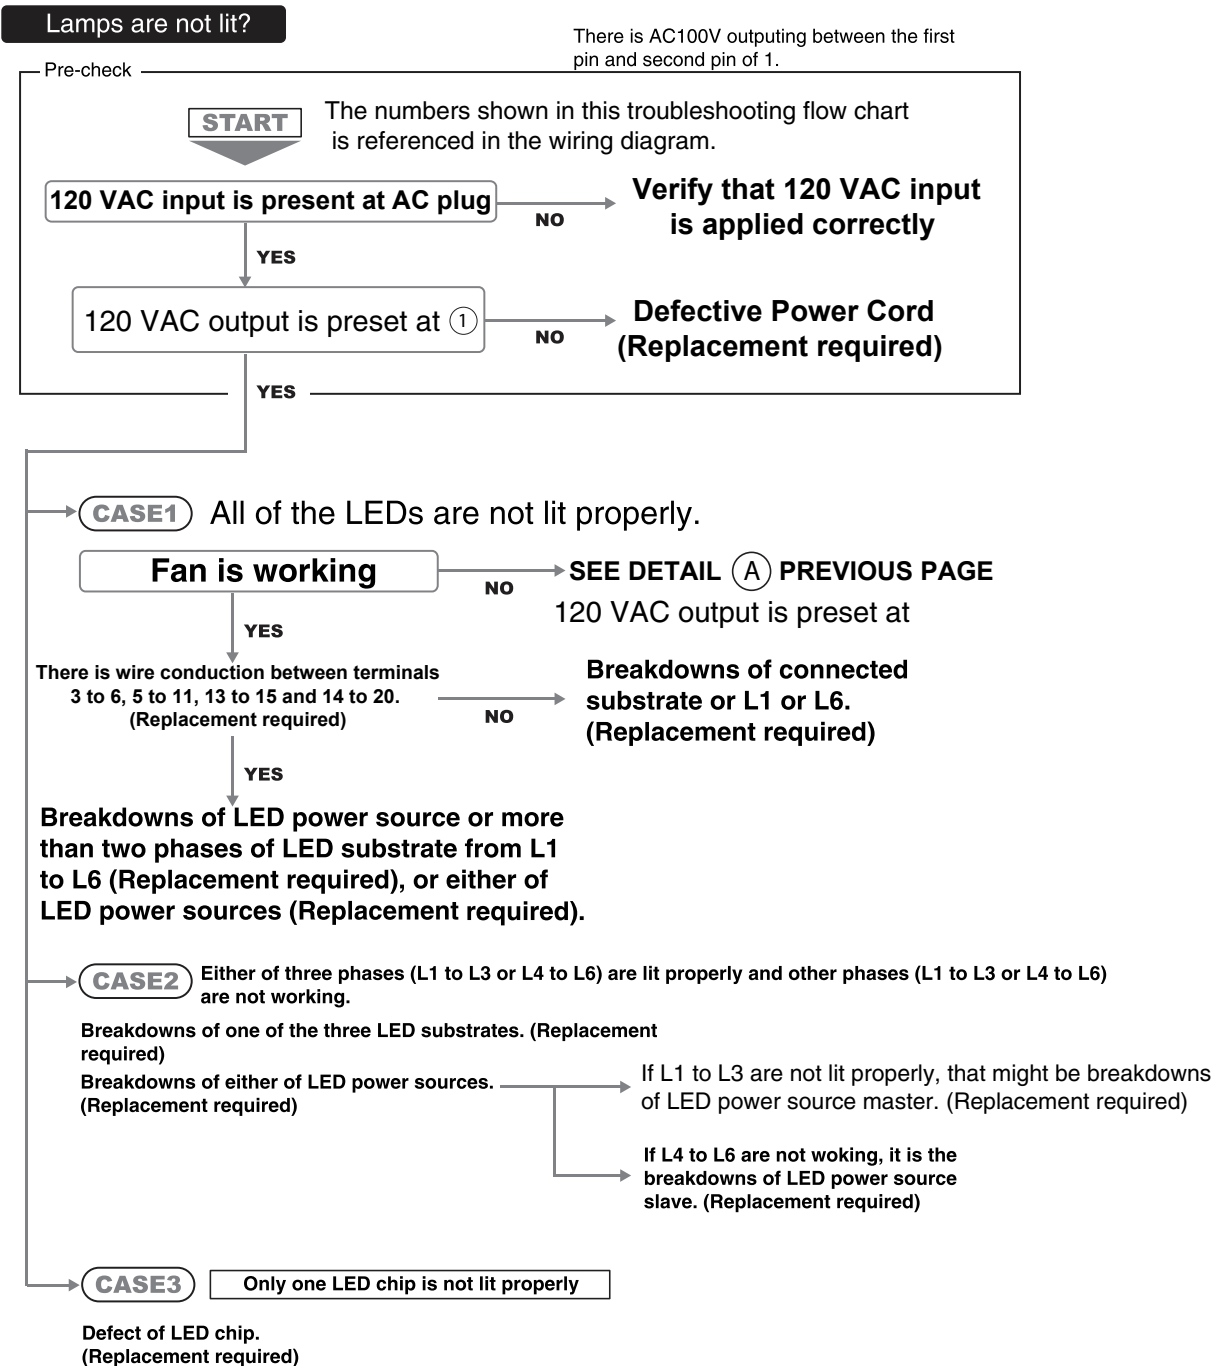 Lamps are not lit?
There is AC100V outputing between the first
pin and second pin of 1.
Pre-check
START
The numbers shown in this troubleshooting flow chart
is referenced in the wiring diagram.
120 VAC input is present at AC plug
NO
Verify that 120 VAC input
is applied correctly
YES
120 VAC output is preset at ①
NO
Defective Power Cord
(Replacement required)
YES
CASE1 All of the LEDs are not lit properly.
Fan is working
NO
SEE DETAIL Ⓐ PREVIOUS PAGE
120 VAC output is preset at
YES
There is wire conduction between terminals
3 to 6, 5 to 11, 13 to 15 and 14 to 20.
(Replacement required)
NO
Breakdowns of connected
substrate or L1 or L6.
(Replacement required)
YES
Breakdowns of LED power source or more
than two phases of LED substrate from L1
to L6 (Replacement required), or either of
LED power sources (Replacement required).
CASE2 Either of three phases (L1 to L3 or L4 to L6) are lit properly and other phases (L1 to L3 or L4 to L6)
are not working.
Breakdowns of one of the three LED substrates. (Replacement
required)
Breakdowns of either of LED power sources.
(Replacement required)
If L1 to L3 are not lit properly, that might be breakdowns
of LED power source master. (Replacement required)
If L4 to L6 are not woking, it is the
breakdowns of LED power source
slave. (Replacement required)
CASE3 Only one LED chip is not lit properly
Defect of LED chip.
(Replacement required)